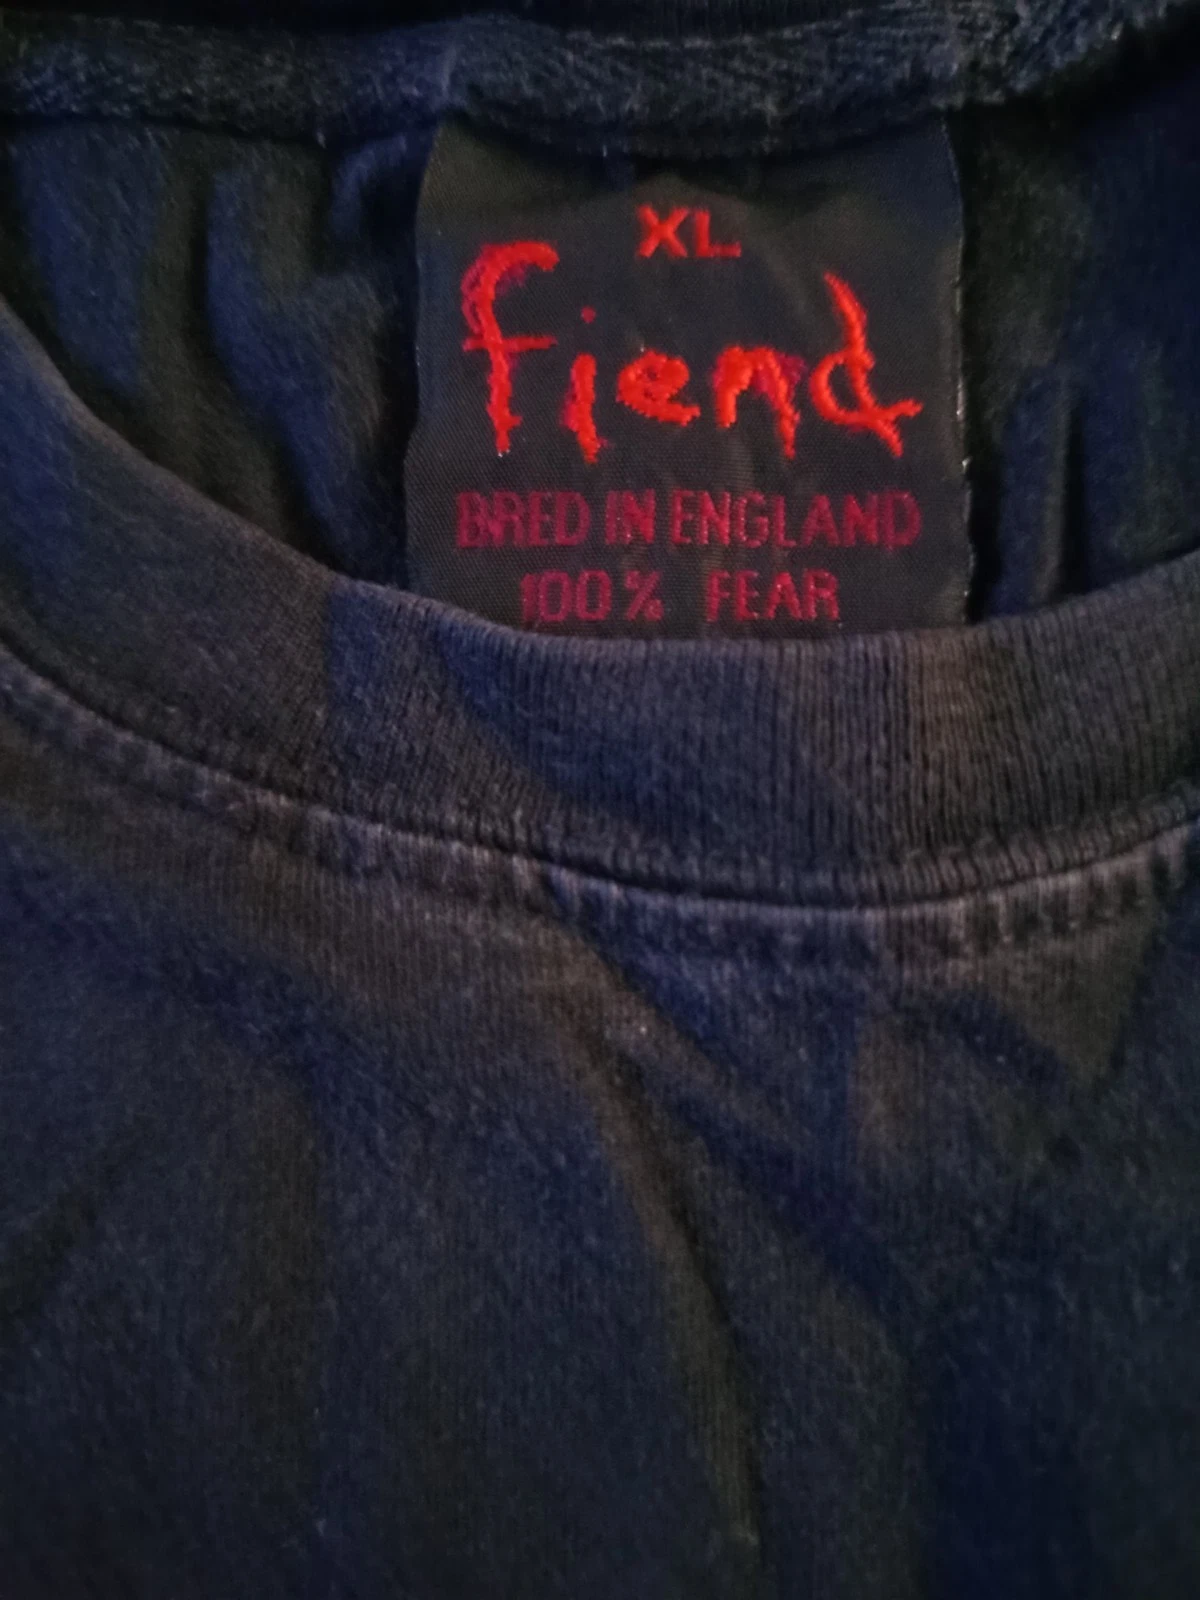 XL
fiend
BRED IN ENGLAND
100% FEAR